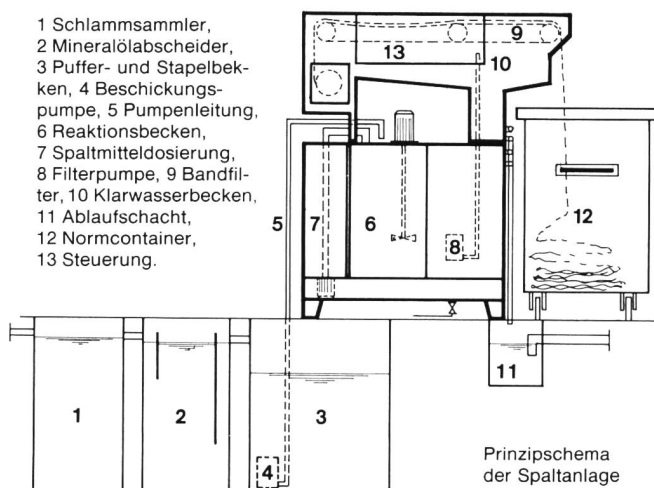 1 Schlammsammler,
2 Mineralölabscheider,
3 Puffer- und Stapelbek-
ken, 4 Beschickungs-
pumpe, 5 Pumpenleitung,
6 Reaktionsbecken,
7 Spaltmitteldosierung,
8 Filterpumpe, 9 Bandfil-
ter, 10 Klarwasserbecken,
11 Ablaufschacht,
12 Normcontainer,
13 Steuerung.
9
13
10
12
5
7
6
8
11
1
2
3
4
Prinzipschema
der Spaltanlage